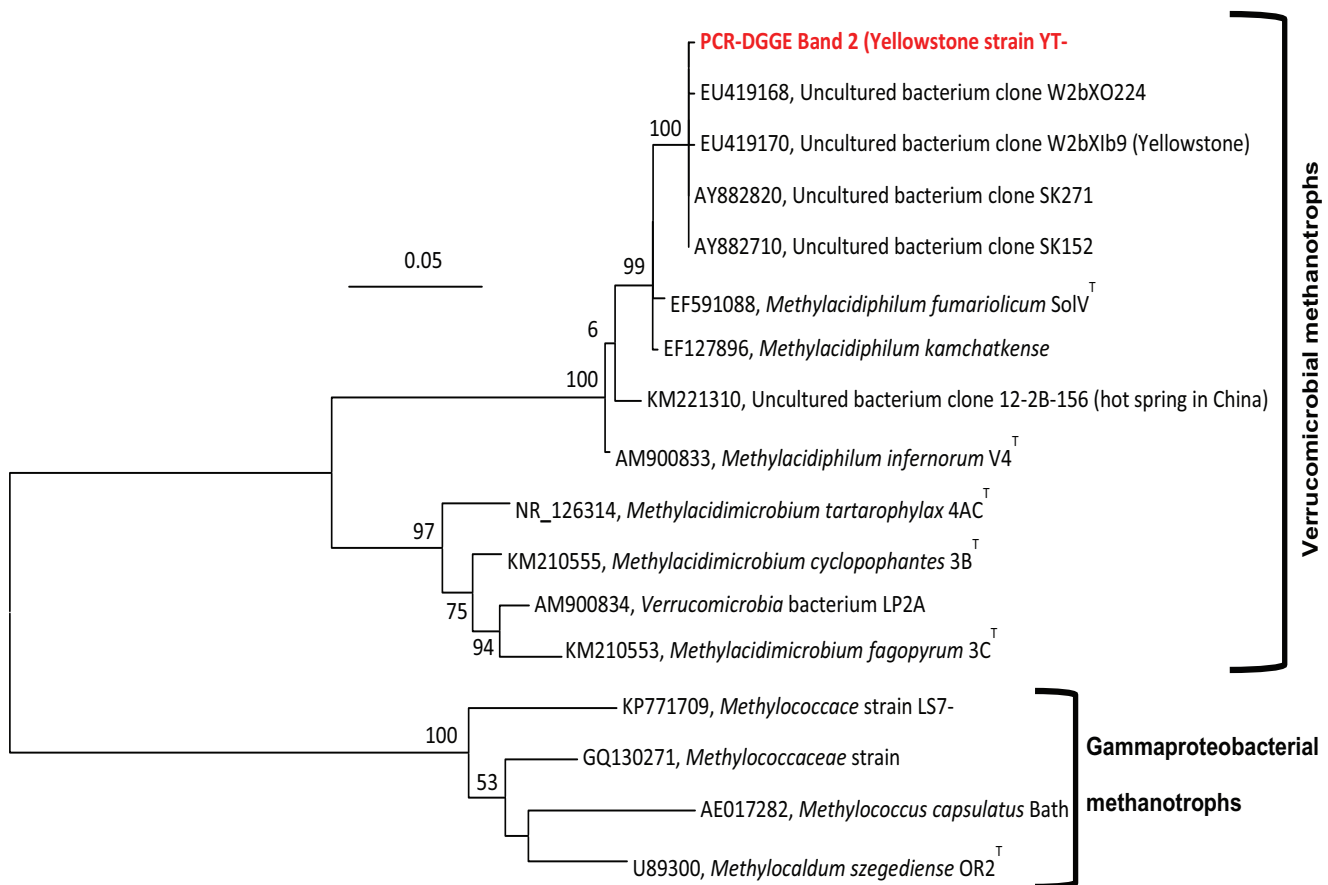 PCR-DGGE Band 2 (Yellowstone strain YT-
EU419168, Uncultured bacterium clone W2bXO224
100
EU419170, Uncultured bacterium clone W2bXIb9 (Yellowstone)
AY882820, Uncultured bacterium clone SK271
AY882710, Uncultured bacterium clone SK152
0.05
99
EF591088, Methylacidiphilum fumariolicum SolV T
6
EF127896, Methylacidiphilum kamchatkense
100
KM221310, Uncultured bacterium clone 12-2B-156 (hot spring in China)
AM900833, Methylacidiphilum infernorum V4 T
NR_126314, Methylacidimicrobium tartarophylax 4AC T
97
KM210555, Methylacidimicrobium cyclopophantes 3B T
75
AM900834, Verrucomicrobia bacterium LP2A
94
KM210553, Methylacidimicrobium fagopyrum 3C T
Verrucomicrobial methanotrophs
KP771709, Methylococcace strain LS7-
100
GQ130271, Methylococcaceae strain
53
AE017282, Methylococcus capsulatus Bath
U89300, Methylocaldum szegediense OR2 T
Gammaproteobacterial
methanotrophs